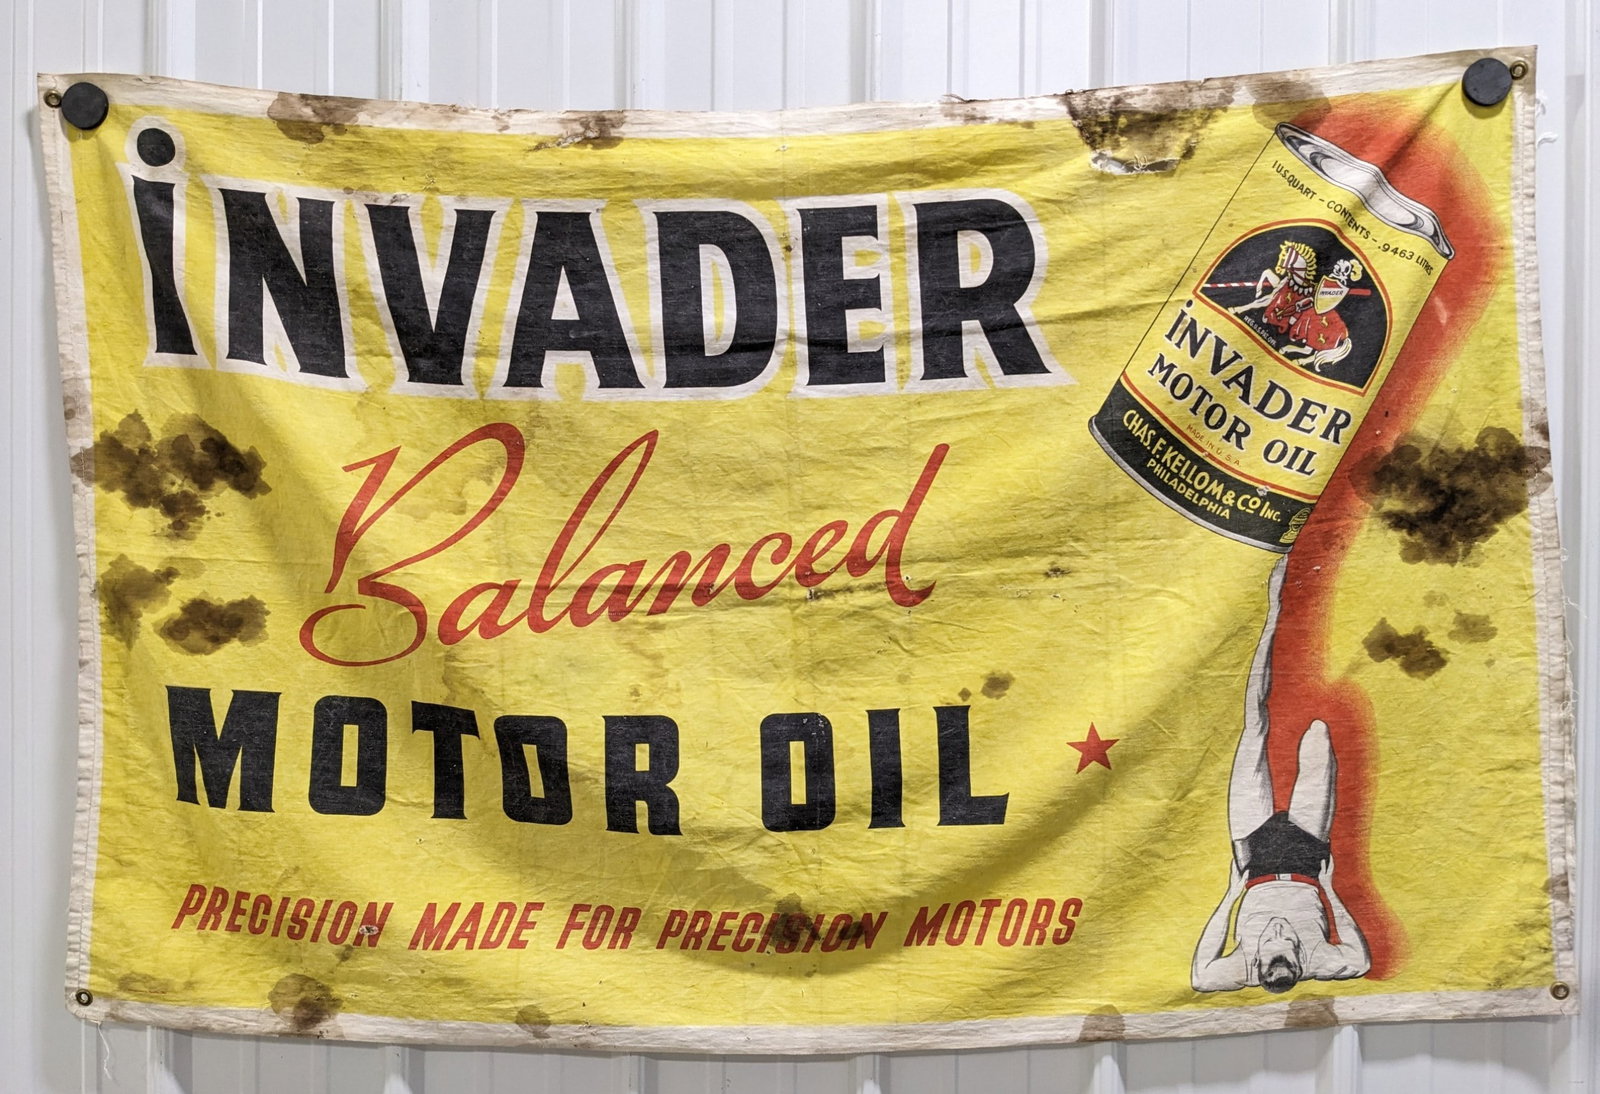 iNVADER
Balanced
MOTOR OIL
PRECISION MADE FOR PRECISION MOTORS
1 U.S. QUART - CONTENTS - .9463 LITRES
INVADER
iNVADER
MOTOR OIL
MADE IN U.S.A.
CHAS. F. KELLOM & CO INC.
PHILADELPHIA